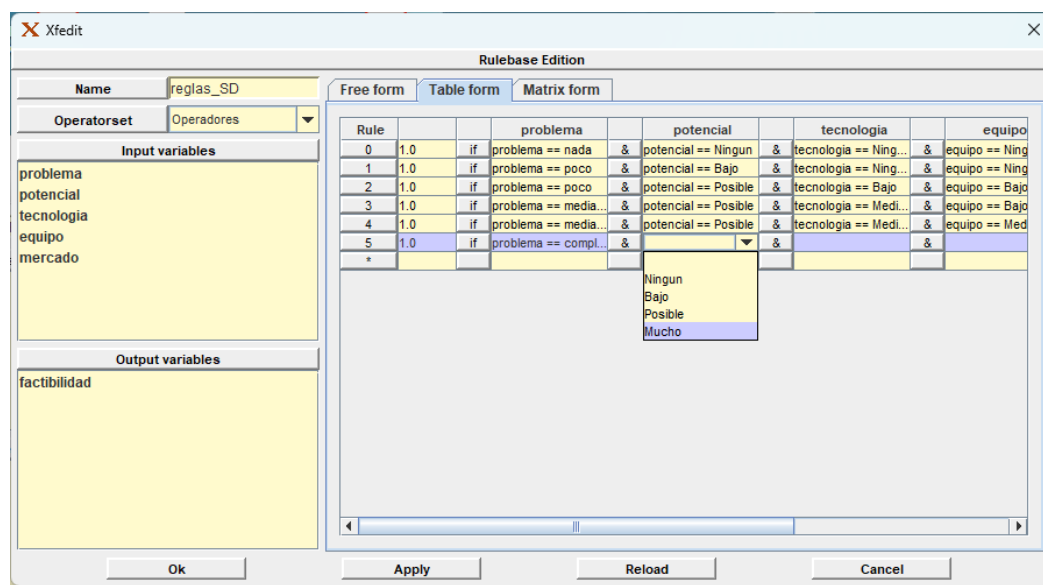 Xfedit
Rulebase Edition
Name reglas_SD
Operatorset Operadores
Input variables
problema
potencial
tecnologia
equipo
mercado
Output variables
factibilidad
Free form Table form Matrix form
Rule problema potencial tecnologia equipo
0 1.0 if problema == nada & potencial == Ningun & tecnologia == Ning... & equipo == Ning
1 1.0 if problema == poco & potencial == Bajo & tecnologia == Ning... & equipo == Ning
2 1.0 if problema == poco & potencial == Posible & tecnologia == Bajo & equipo == Bajo
3 1.0 if problema == media... & potencial == Posible & tecnologia == Medi... & equipo == Bajo
4 1.0 if problema == media... & potencial == Posible & tecnologia == Medi... & equipo == Med
5 1.0 if problema == compl... & & &
*
Ningun
Bajo
Posible
Mucho
Ok Apply Reload Cancel